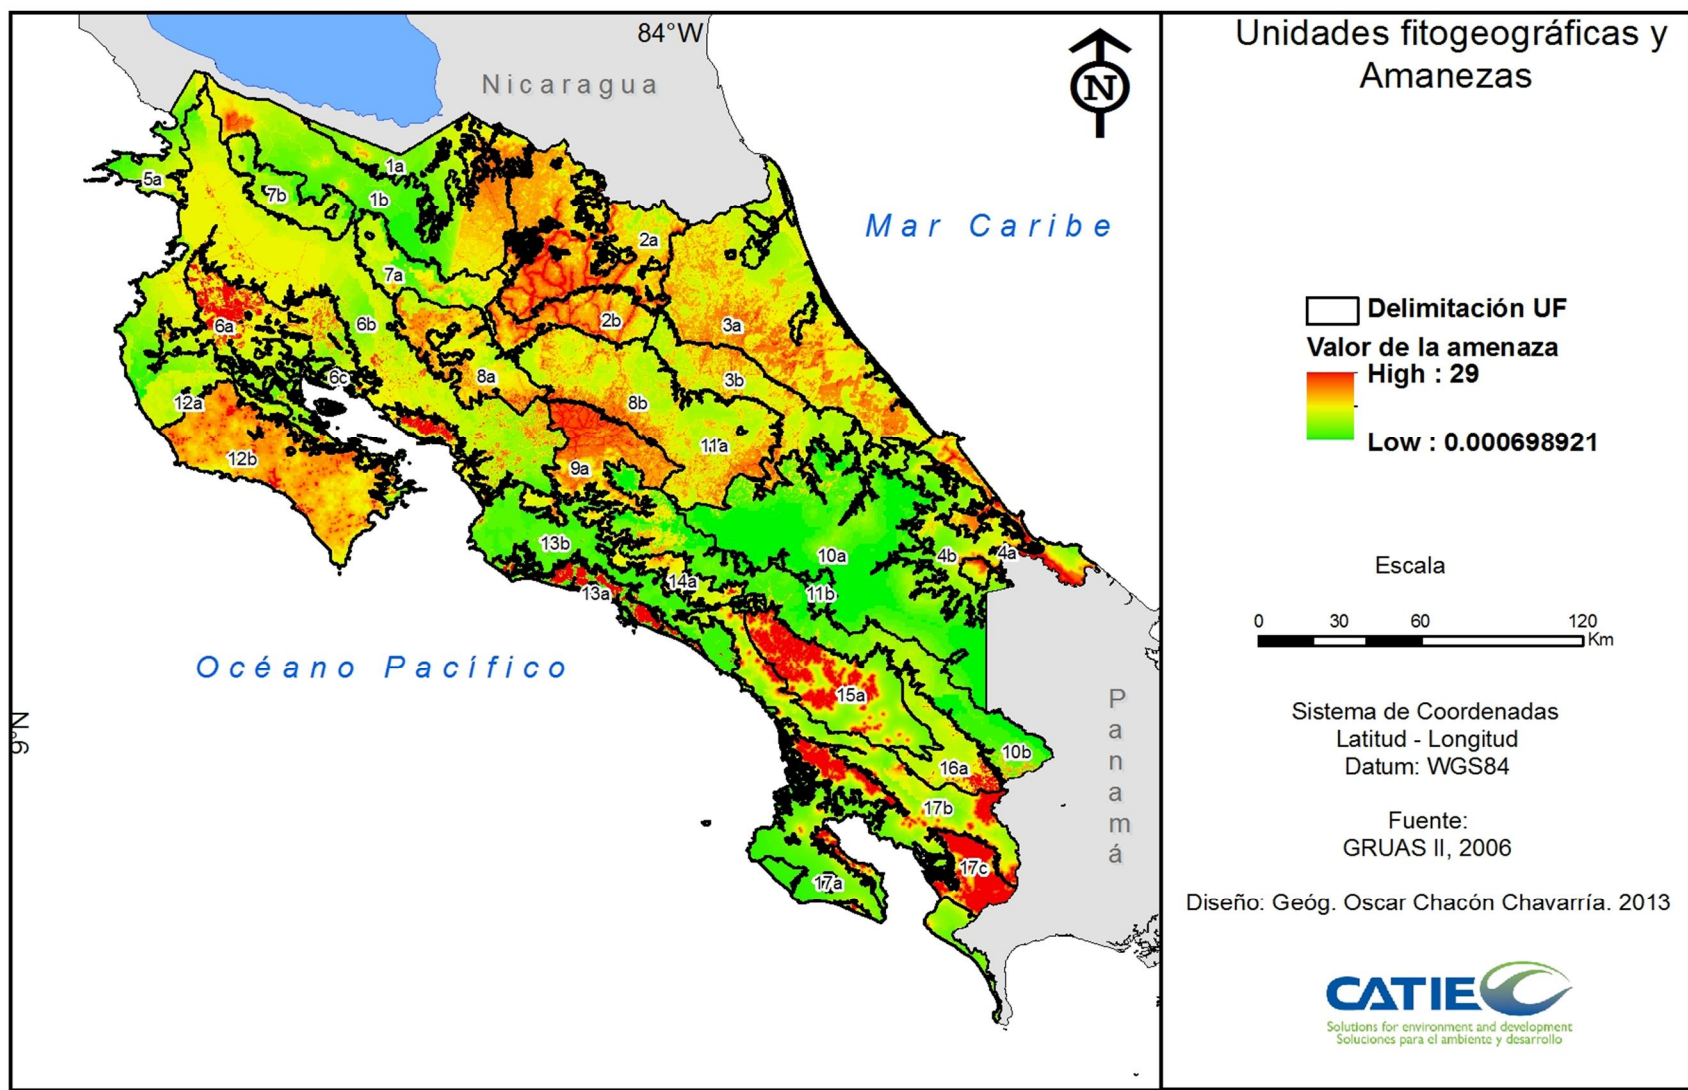 84°W
Nicaragua
Mar Caribe
Océano Pacífico
Panamá
9°N
1a
5a
7b
1b
2a
7a
6a
6b
2b
3a
6c
8a
3b
12a
8b
11a
12b
9a
13b
10a
4b
4a
14a
13a
11b
15a
10b
16a
17b
17c
17a
N
Unidades fitogeográficas y
Amanezas
Delimitación UF
Valor de la amenaza
High : 29
Low : 0.000698921
Escala
0 30 60 120
Km
Sistema de Coordenadas
Latitud - Longitud
Datum: WGS84
Fuente:
GRUAS II, 2006
Diseño: Geóg. Oscar Chacón Chavarría. 2013
CATIE
Solutions for environment and development
Soluciones para el ambiente y desarrollo